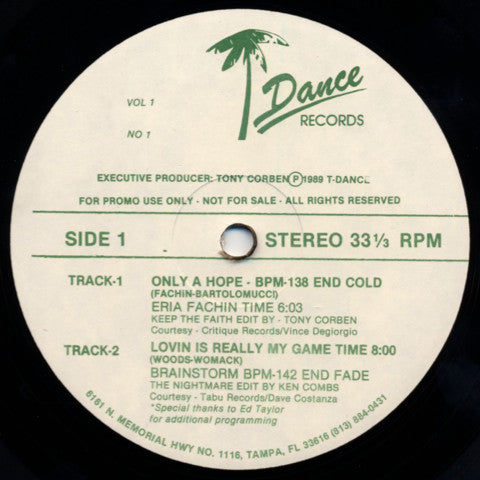 Dance
RECORDS
VOL 1
NO 1
EXECUTIVE PRODUCER: TONY CORBEN Ⓟ 1989 T-DANCE
FOR PROMO USE ONLY - NOT FOR SALE - ALL RIGHTS RESERVED
SIDE 1
STEREO 33 1/3 RPM
TRACK-1 ONLY A HOPE - BPM-138 END COLD
(FACHIN-BARTOLOMUCCI)
ERIA FACHIN TIME 6:03
KEEP THE FAITH EDIT BY - TONY CORBEN
Courtesy - Critique Records/Vince Degiorgio
TRACK-2 LOVIN IS REALLY MY GAME TIME 8:00
(WOODS-WOMACK)
BRAINSTORM BPM-142 END FADE
THE NIGHTMARE EDIT BY KEN COMBS
Courtesy - Tabu Records/Dave Costanza
*Special thanks to Ed Taylor
for additional programming
6161 N. MEMORIAL HWY NO. 1116, TAMPA, FL 33616 (813) 884-0431